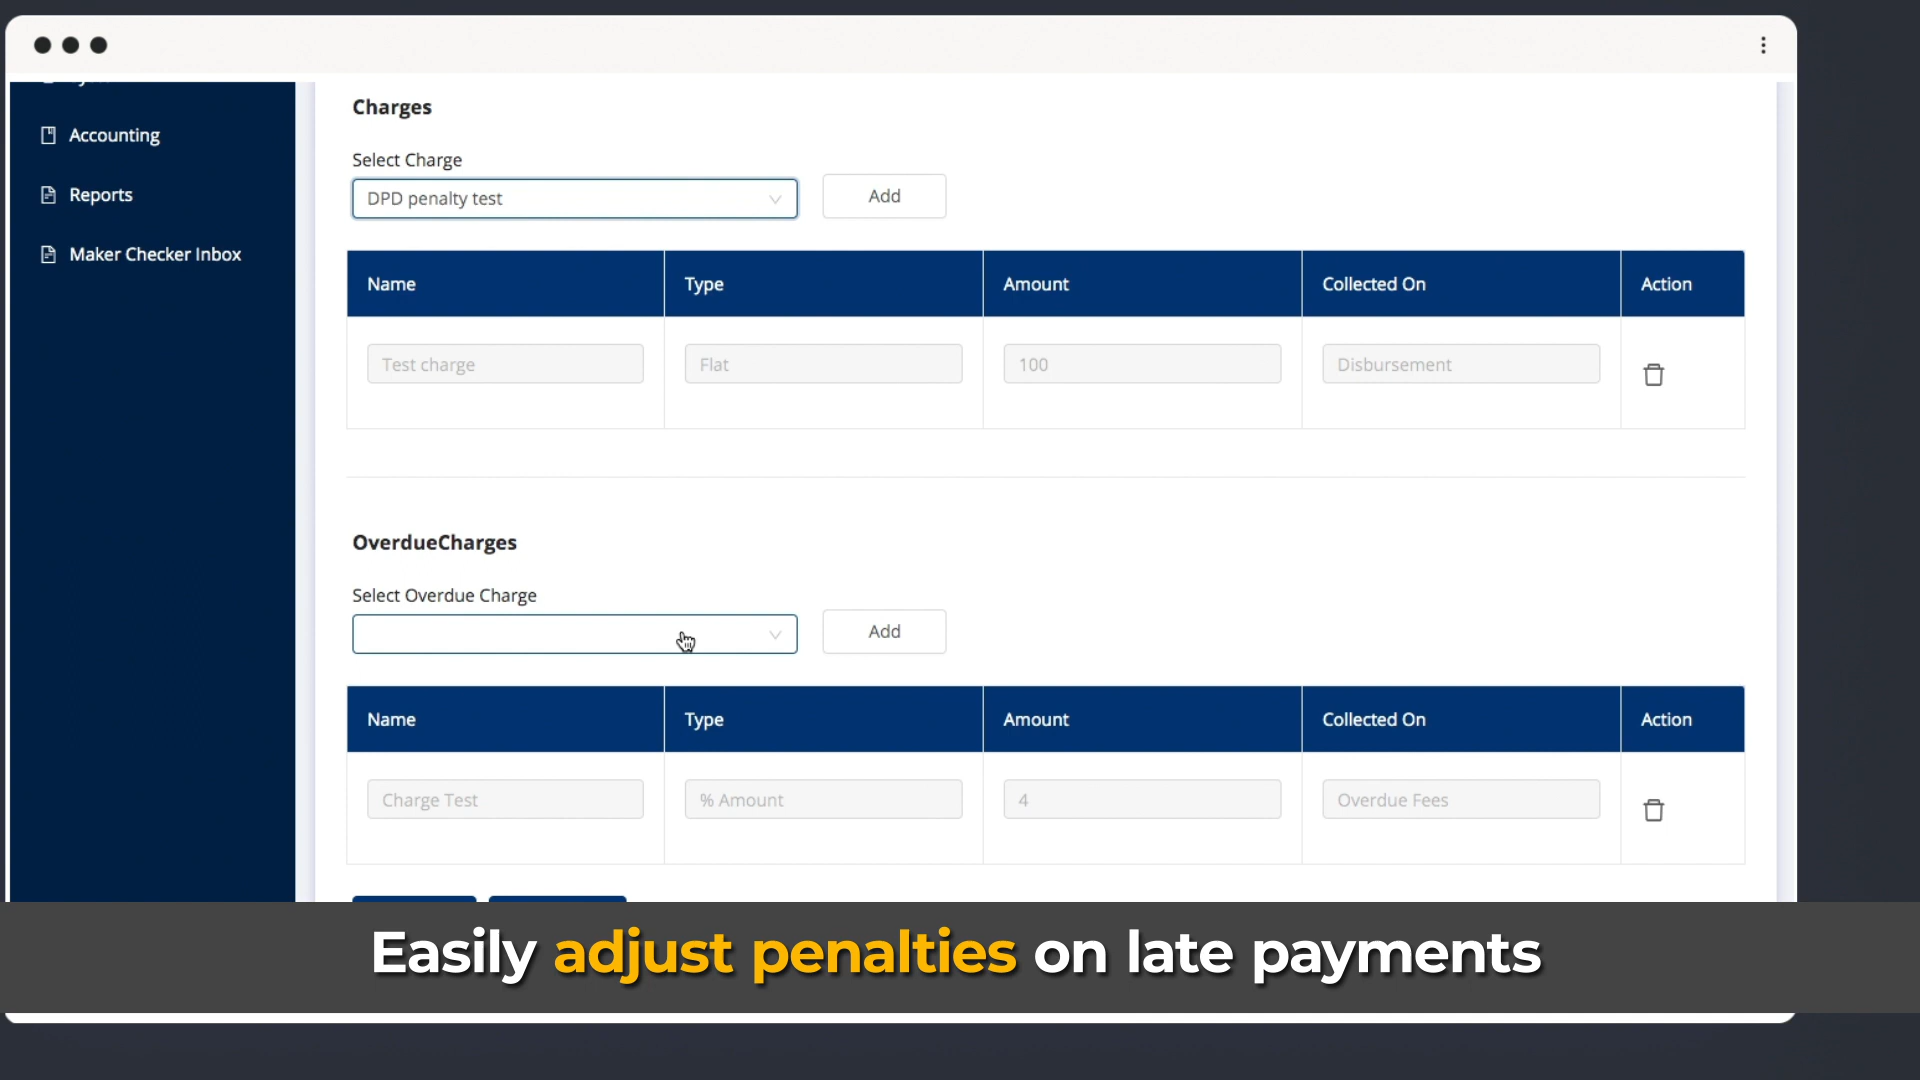 Accounting
Reports
Maker Checker Inbox
Charges
Select Charge
DPD penalty test
Add
Name Type Amount Collected On Action
Test charge Flat 100 Disbursement
OverdueCharges
Select Overdue Charge
Add
Name Type Amount Collected On Action
Charge Test % Amount 4 Overdue Fees
Easily adjust penalties on late payments